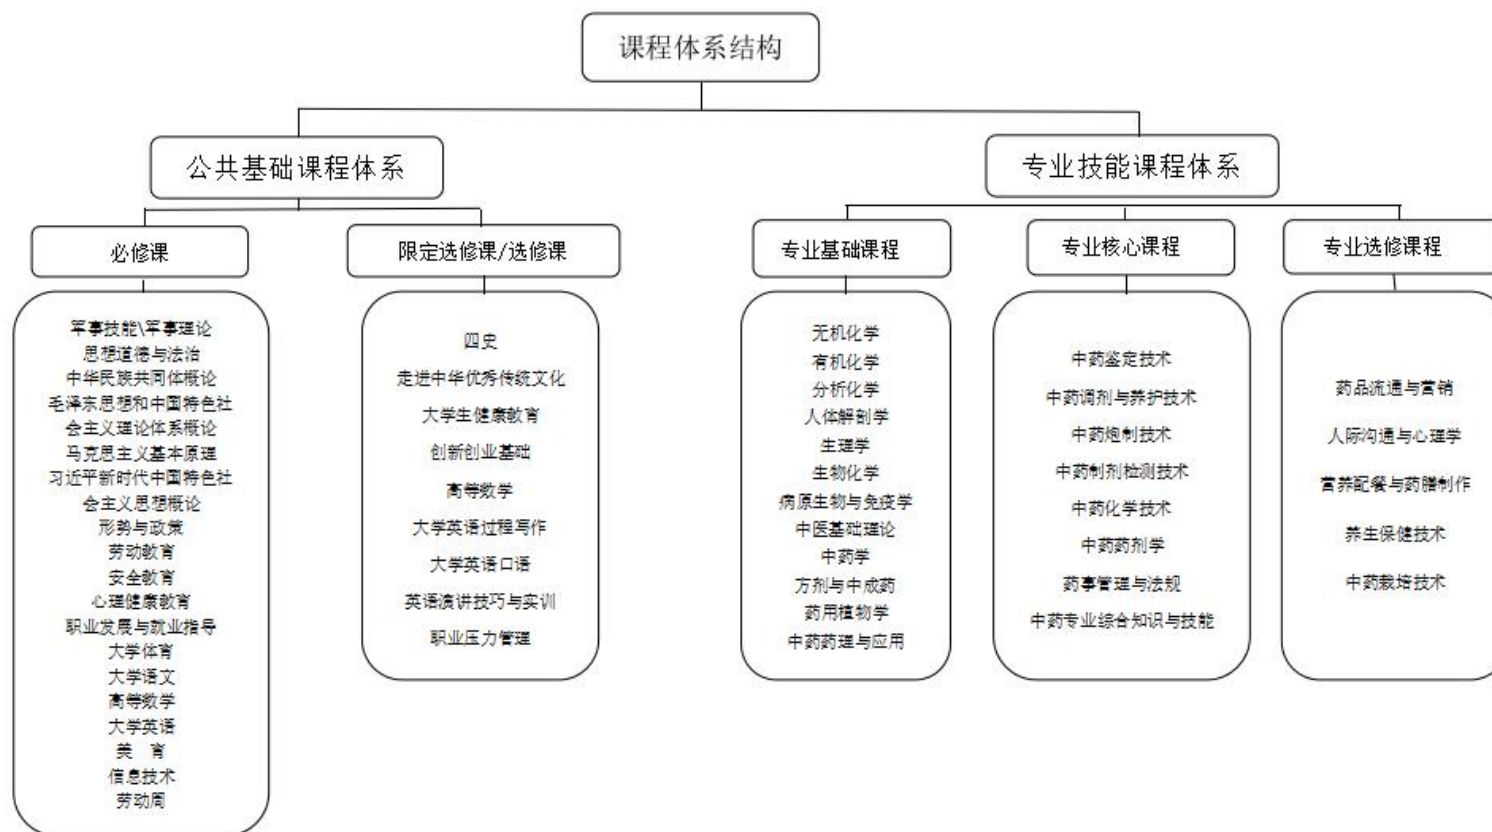 课程体系结构
公共基础课程体系
专业技能课程体系
必修课
限定选修课/选修课
专业基础课程
专业核心课程
专业选修课程
军事技能\军事理论
思想道德与法治
中华民族共同体概论
毛泽东思想和中国特色社
会主义理论体系概论
马克思主义基本原理
习近平新时代中国特色社
会主义思想概论
形势与政策
劳动教育
安全教育
心理健康教育
职业发展与就业指导
大学体育
大学语文
高等数学
大学英语
美 育
信息技术
劳动周
四史
走进中华优秀传统文化
大学生健康教育
创新创业基础
高等数学
大学英语过程写作
大学英语口语
英语演讲技巧与实训
职业压力管理
无机化学
有机化学
分析化学
人体解剖学
生理学
生物化学
病原生物与免疫学
中医基础理论
中药学
方剂与中成药
药用植物学
中药药理与应用
中药鉴定技术
中药调剂与养护技术
中药炮制技术
中药制剂检测技术
中药化学技术
中药药剂学
药事管理与法规
中药专业综合知识与技能
药品流通与营销
人际沟通与心理学
营养配餐与药膳制作
养生保健技术
中药栽培技术